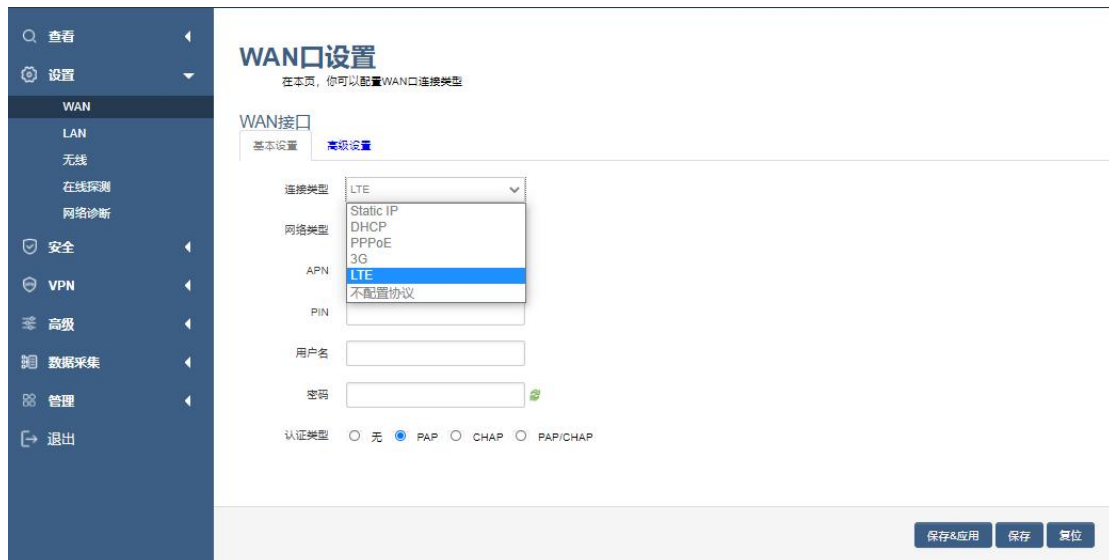 查看
设置
WAN
LAN
无线
在线探测
网络诊断
安全
VPN
高级
数据采集
管理
退出
WAN口设置
在本页，你可以配置WAN口连接类型
WAN接口
基本设置 高级设置
连接类型 LTE
Static IP
DHCP
PPPoE
3G
LTE
不配置协议
网络类型
APN
PIN
用户名
密码
认证类型 无 PAP CHAP PAP/CHAP
保存&应用 保存 复位